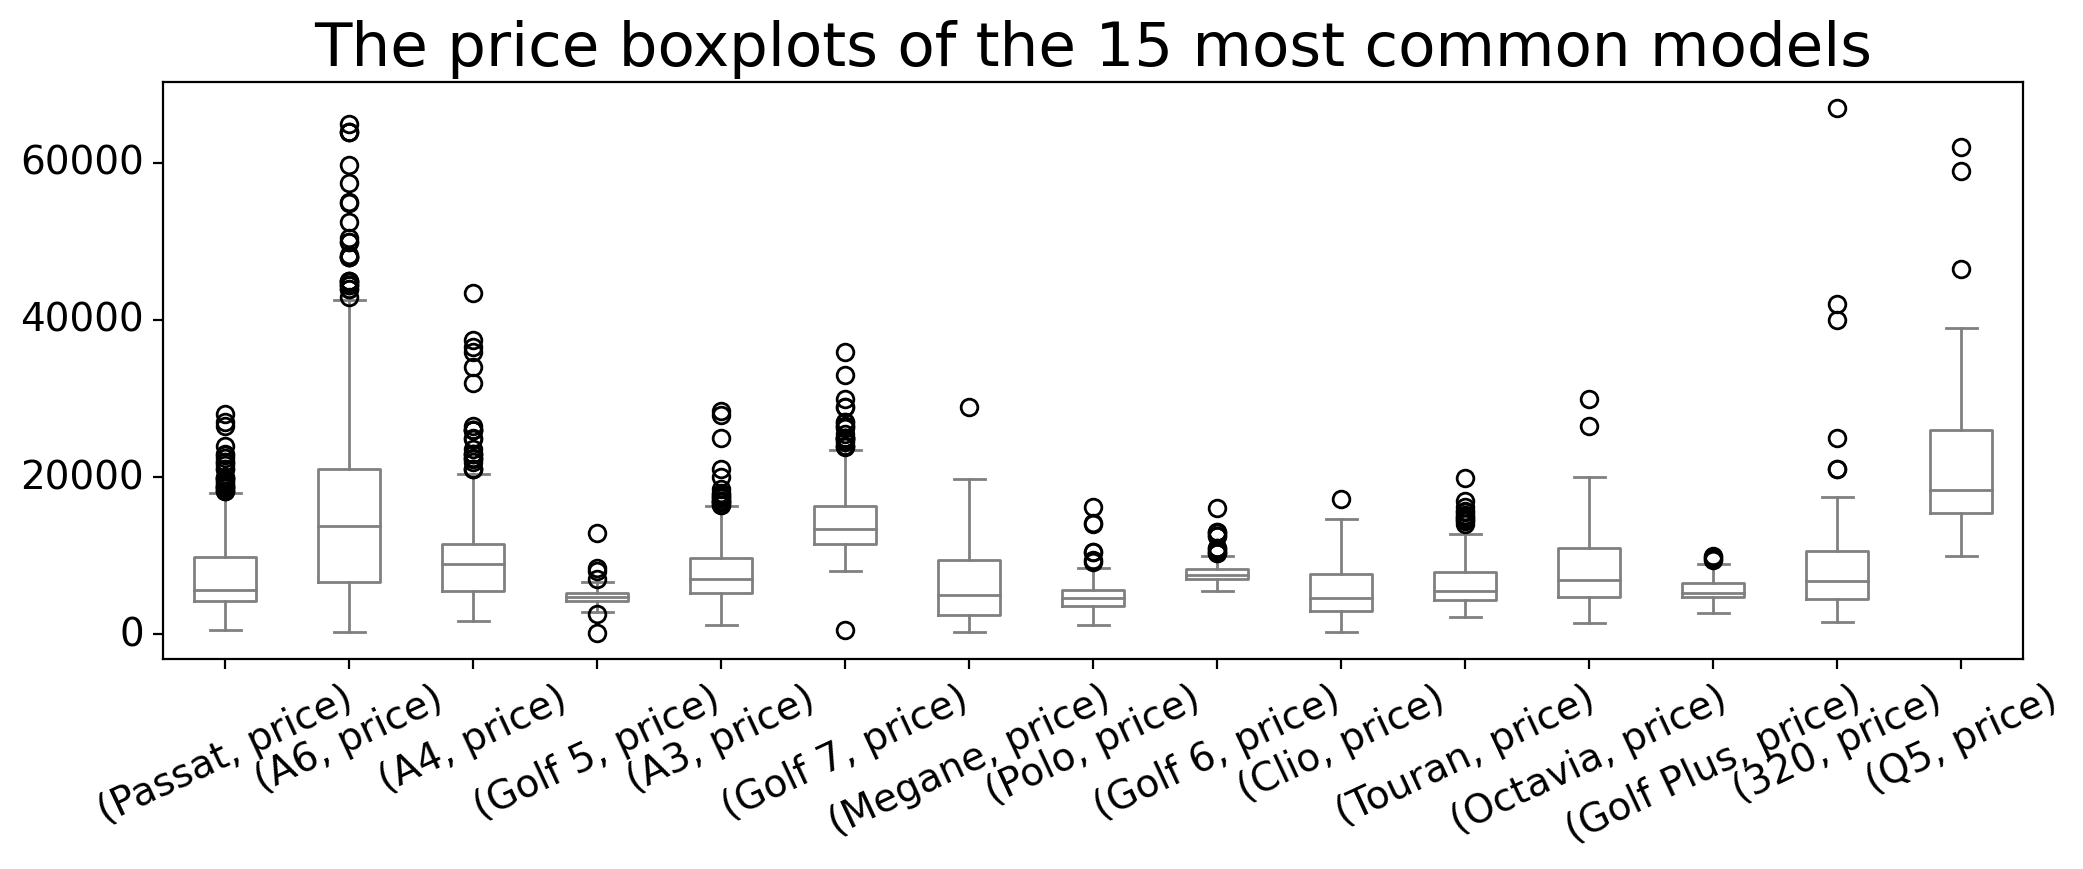 The price boxplots of the 15 most common models
60000
40000
20000
0
(Passat, price)
(A6, price)
(A4, price)
(Golf 5, price)
(A3, price)
(Golf 7, price)
(Megane, price)
(Polo, price)
(Golf 6, price)
(Clio, price)
(Touran, price)
(Octavia, price)
(Golf Plus, price)
(320, price)
(Q5, price)